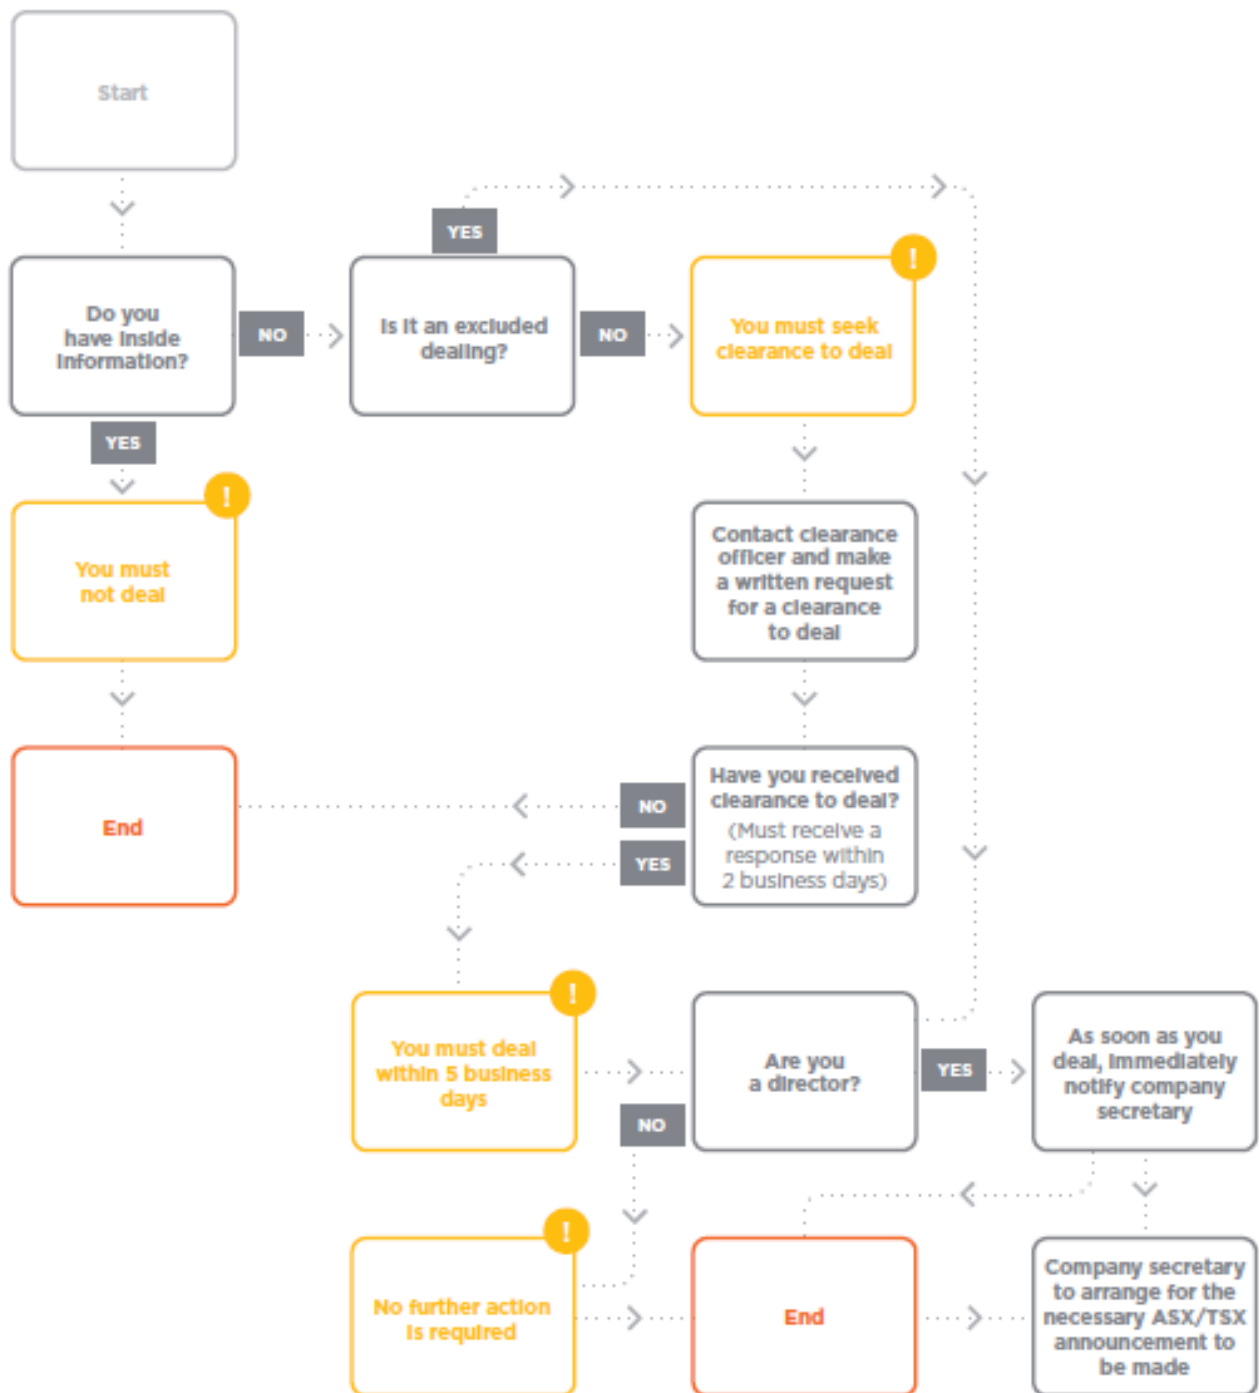 Start
YES
Do you
have inside
information?
NO
Is it an excluded
dealing?
NO
!
You must seek
clearance to deal
YES
!
You must
not deal
Contact clearance
officer and make
a written request
for a clearance
to deal
End
NO
YES
Have you received
clearance to deal?
(Must receive a
response within
2 business days)
!
You must deal
within 5 business
days
Are you
a director?
YES
As soon as you
deal, immediately
notify company
secretary
NO
!
No further action
is required
End
Company secretary
to arrange for the
necessary ASX/TSX
announcement to
be made